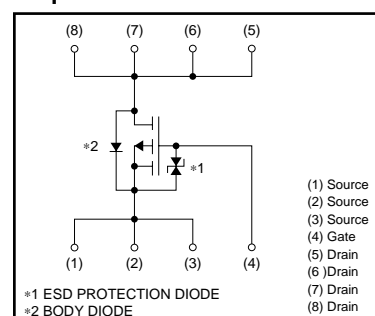 (8) (7) (6) (5)
∗2
∗1
(1) (2) (3) (4)
(1) Source
(2) Source
(3) Source
(4) Gate
(5) Drain
(6 )Drain
(7) Drain
(8) Drain
∗1 ESD PROTECTION DIODE
∗2 BODY DIODE